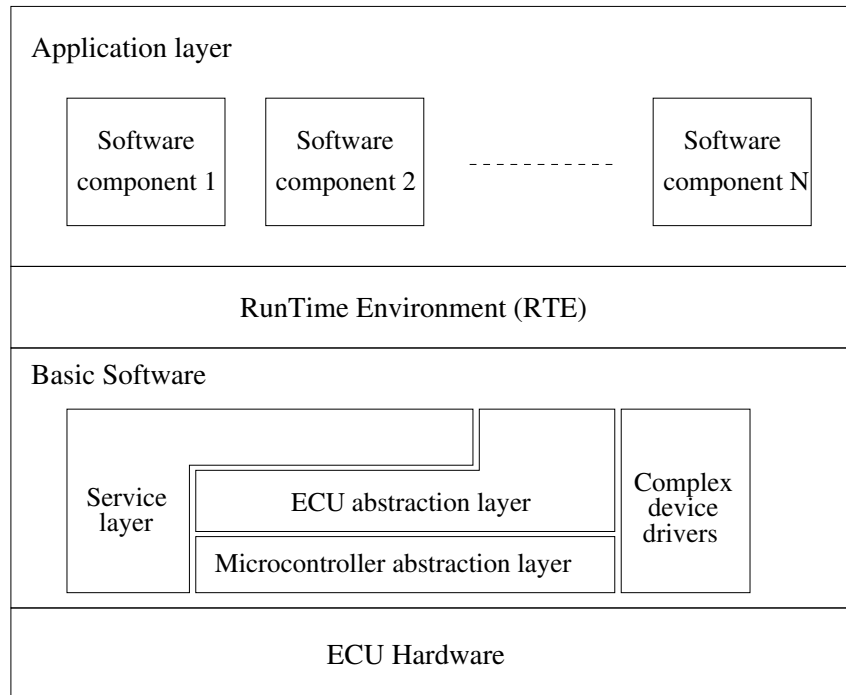 Application layer
Software
component 1
Software
component 2
Software
component N
RunTime Environment (RTE)
Basic Software
Service
layer
ECU abstraction layer
Microcontroller abstraction layer
Complex
device
drivers
ECU Hardware